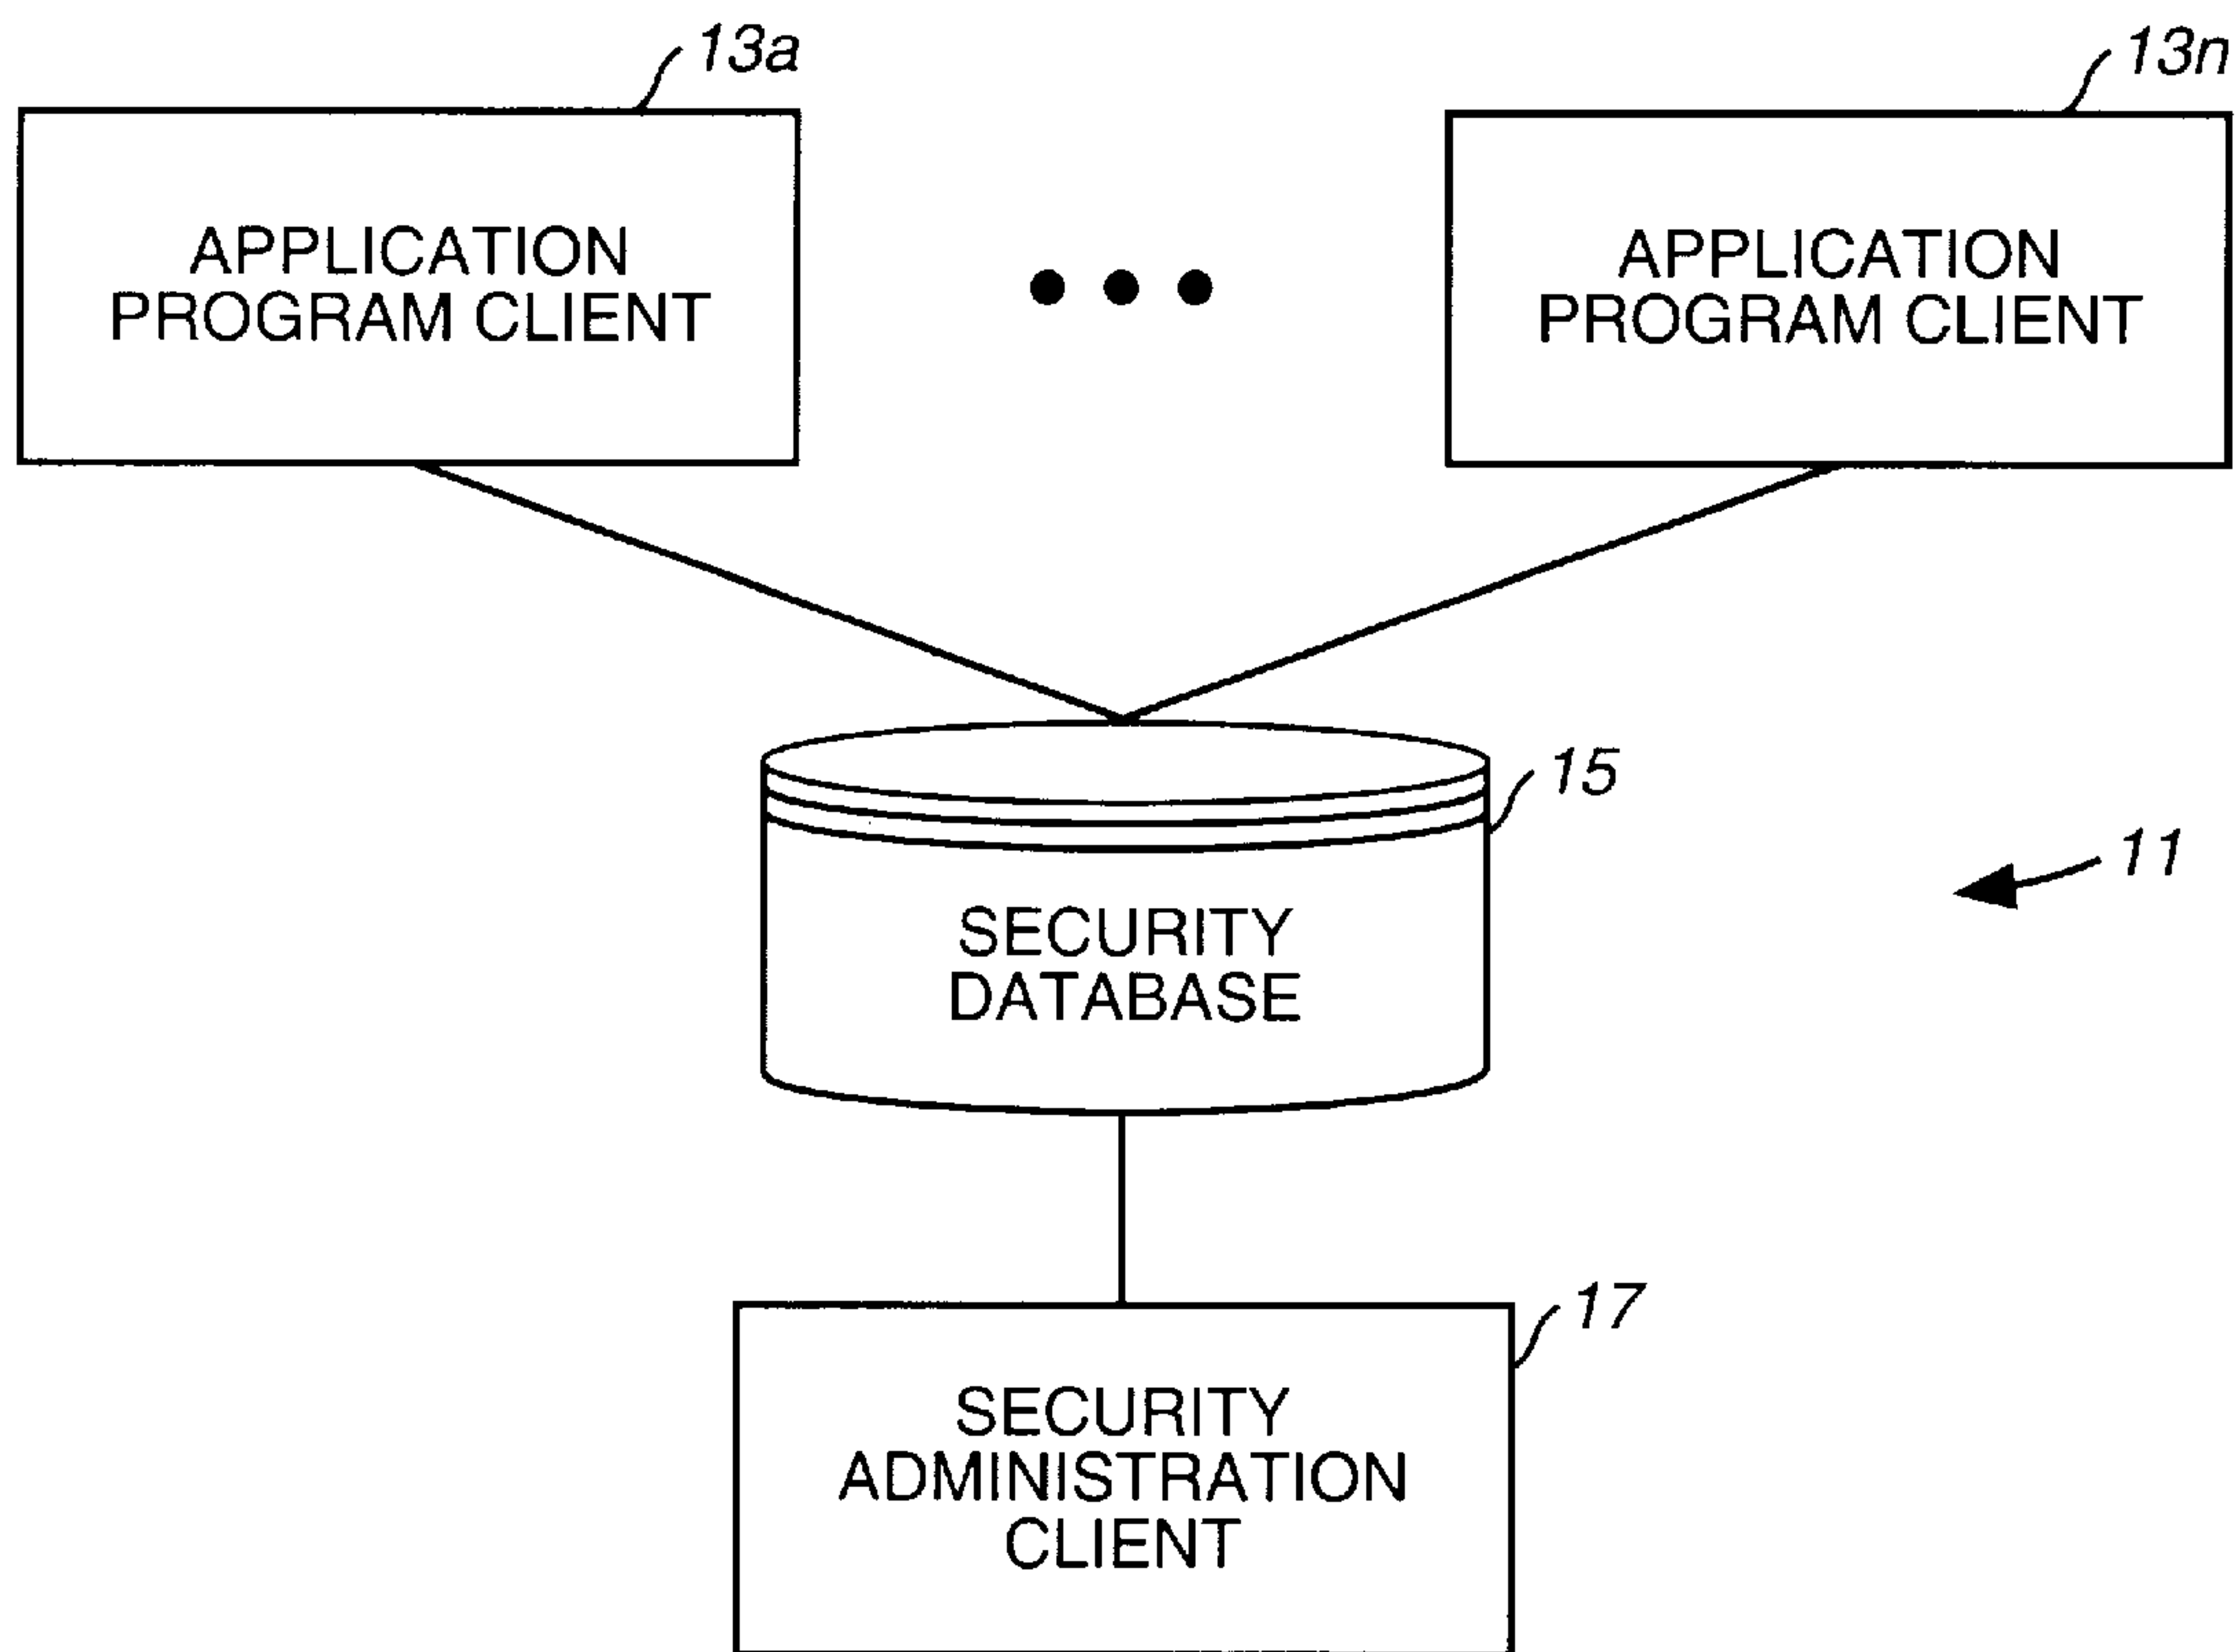 13a
13n
APPLICATION
PROGRAM CLIENT
APPLICATION
PROGRAM CLIENT
15
11
SECURITY
DATABASE
17
SECURITY
ADMINISTRATION
CLIENT